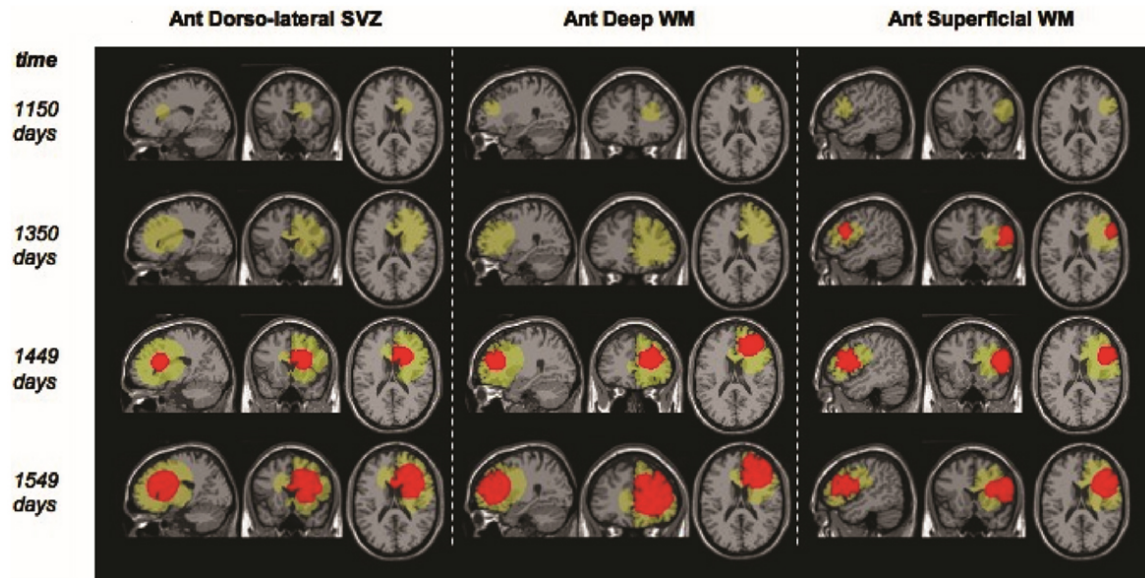 Ant Dorso-lateral SVZ Ant Deep WM Ant Superficial WM
time
1150
days
1350
days
1449
days
1549
days